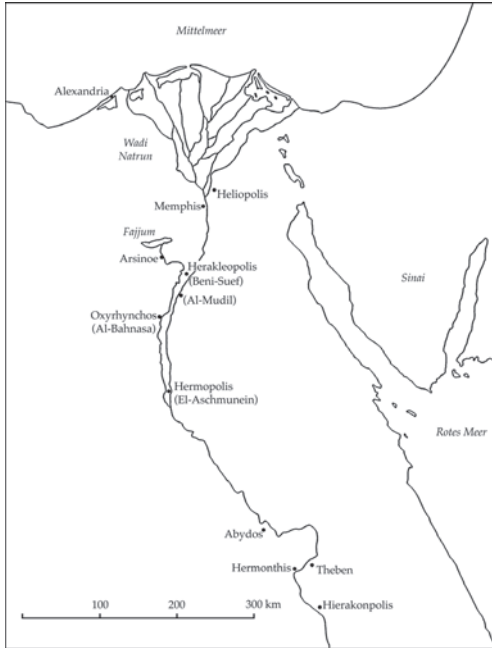 Mittelmeer
Alexandria
Wadi
Natrun
Heliopolis
Memphis
Fajjum
Arsinoe
Herakleopolis
(Beni-Suef)
Sinai
(Al-Mudil)
Oxyrhynchos
(Al-Bahnasa)
Hermopolis
(El-Aschmunein)
Rotes Meer
Abydos
Hermonthis
Theben
100
200
300 km
Hierakonpolis